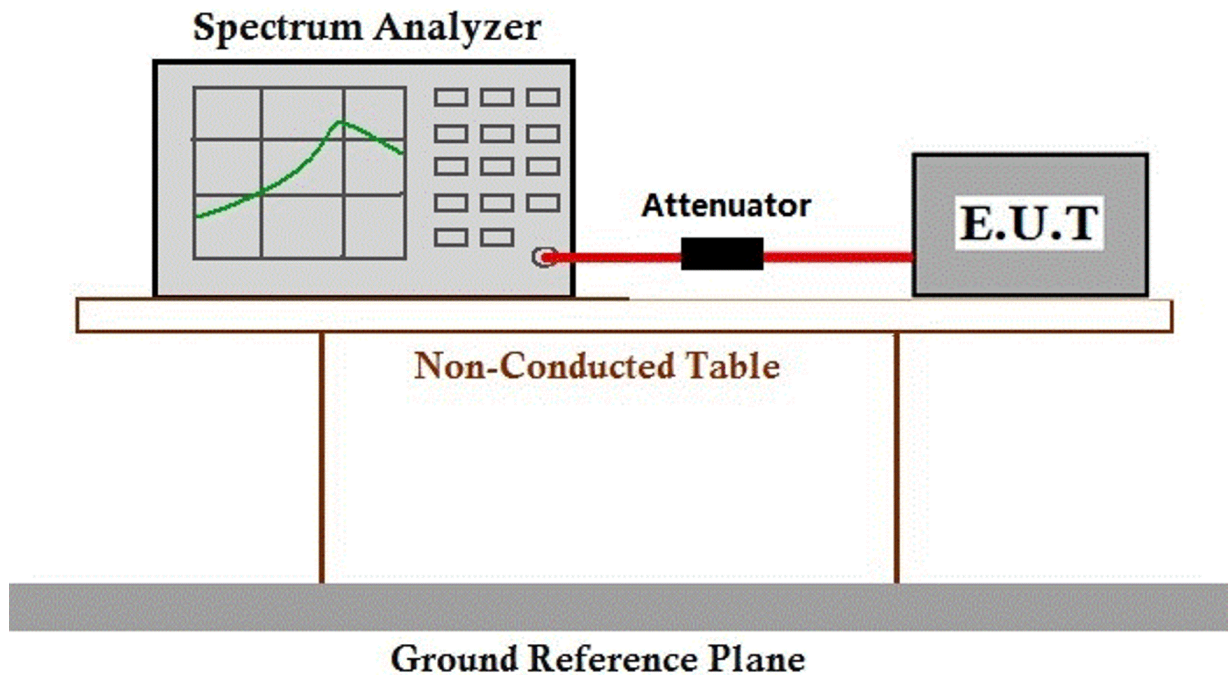 Spectrum Analyzer
Attenuator
E.U.T
Non-Conducted Table
Ground Reference Plane